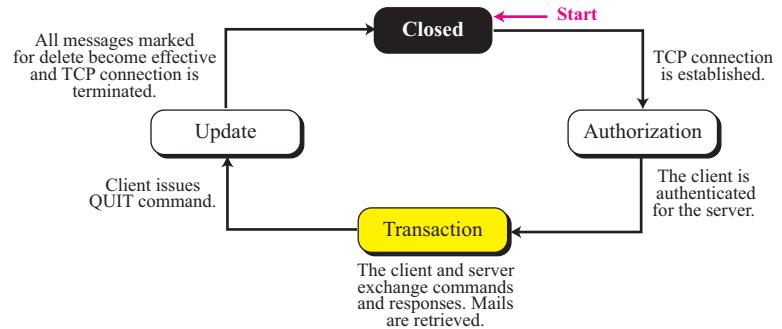 Start
Closed
All messages marked
for delete become effective
and TCP connection is
terminated.
TCP connection
is established.
Update
Authorization
Client issues
QUIT command.
The client is
authenticated
for the server.
Transaction
The client and server
exchange commands
and responses. Mails
are retrieved.